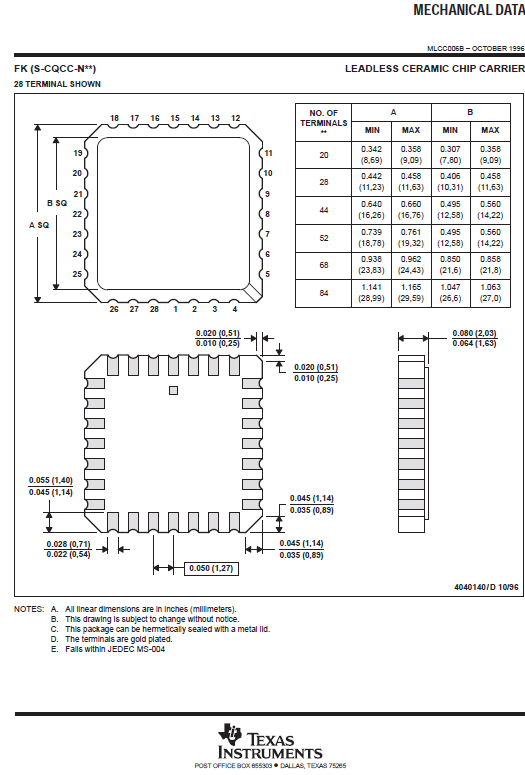 MECHANICAL DATA
MLCC006B – OCTOBER 1996
FK (S-CQCC-N**)
LEADLESS CERAMIC CHIP CARRIER
28 TERMINAL SHOWN
18 17 16 15 14 13 12
19
20
21
22
23
24
25
11
10
9
8
7
6
5
26 27 28 1 2 3 4
A SQ
B SQ
NO. OF TERMINALS ** A B
MIN MAX MIN MAX
20 0.342 (8,69) 0.358 (9,09) 0.307 (7,80) 0.358 (9,09)
28 0.442 (11,23) 0.458 (11,63) 0.406 (10,31) 0.458 (11,63)
44 0.640 (16,26) 0.660 (16,76) 0.495 (12,58) 0.560 (14,22)
52 0.739 (18,78) 0.761 (19,32) 0.495 (12,58) 0.560 (14,22)
68 0.938 (23,83) 0.962 (24,43) 0.850 (21,6) 0.858 (21,8)
84 1.141 (28,99) 1.165 (29,59) 1.047 (26,6) 1.063 (27,0)
0.020 (0,51)
0.010 (0,25)
0.020 (0,51)
0.010 (0,25)
0.080 (2,03)
0.064 (1,63)
0.055 (1,40)
0.045 (1,14)
0.045 (1,14)
0.035 (0,89)
0.028 (0,71)
0.022 (0,54)
0.045 (1,14)
0.035 (0,89)
0.050 (1,27)
4040140/D 10/96
NOTES: A. All linear dimensions are in inches (millimeters).
B. This drawing is subject to change without notice.
C. This package can be hermetically sealed with a metal lid.
D. The terminals are gold plated.
E. Falls within JEDEC MS-004
TEXAS
INSTRUMENTS
POST OFFICE BOX 655303 ● DALLAS, TEXAS 75265